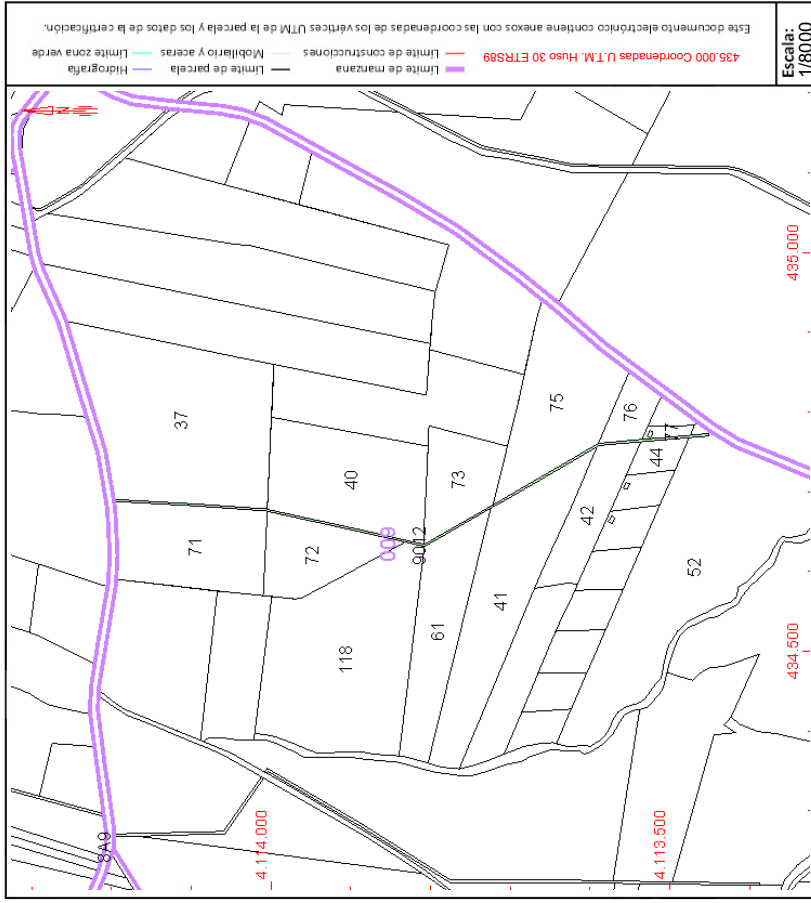 Este documento electrónico contiene anexos con las coordenadas de los vértices UTM de la parcela y los datos de la certificación.
435.000 Coordenadas U.T.M. Huso 30 ETRS89
Límite de manzana
Límite de construcciones
Límite de parcela
Mobiliario y aceras
Hidrografía
Límite zona verde
Escala:
1/8000
N
435.000
37
75
76
77
40
73
44
71
72
009
9012
42
118
61
41
52
434.500
8A9
4.114.000
4.113.500